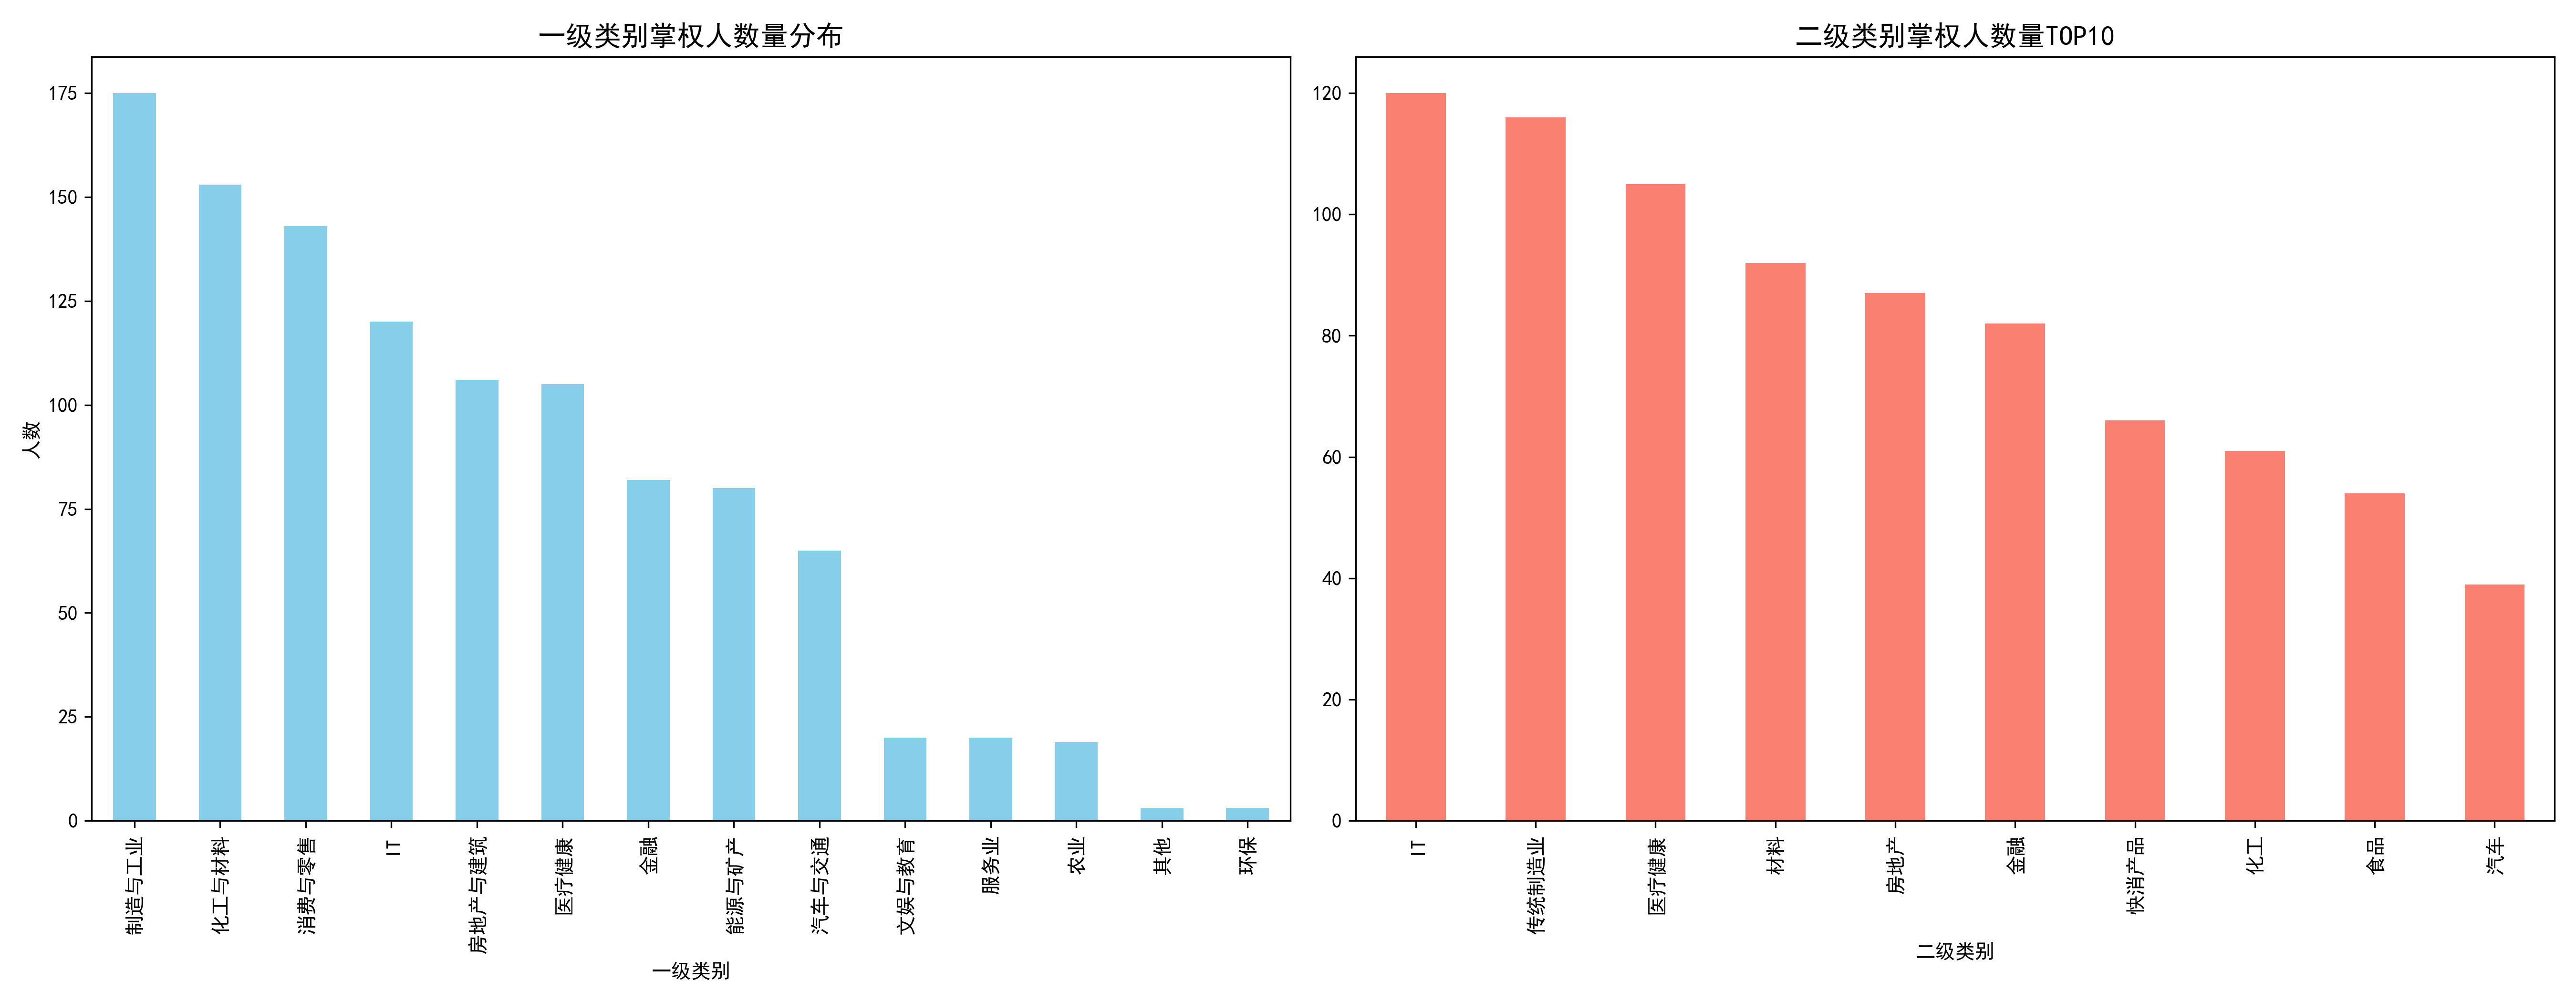 一级类别掌权人数量分布
人数
175
150
125
100
75
50
25
0
制造与工业
化工与材料
消费与零售
IT
房地产与建筑
医疗健康
金融
能源与矿产
汽车与交通
文娱与教育
服务业
农业
其他
环保
一级类别
二级类别掌权人数量TOP10
120
100
80
60
40
20
0
IT
传统制造业
医疗健康
材料
房地产
金融
快消产品
化工
食品
汽车
二级类别